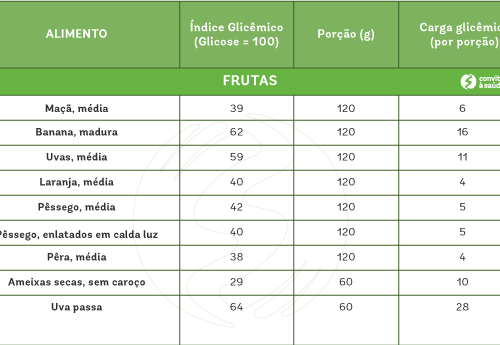 ALIMENTO
Índice Glicêmico
(Glicose = 100)
Porção (g)
Carga glicêmic
(por porção)
FRUTAS
convit
à saúd
Maçã, média 39 120 6
Banana, madura 62 120 16
Uvas, média 59 120 11
Laranja, média 40 120 4
Pêssego, média 42 120 5
Pêssego, enlatados em calda luz 40 120 5
Pêra, média 38 120 4
Ameixas secas, sem caroço 29 60 10
Uva passa 64 60 28